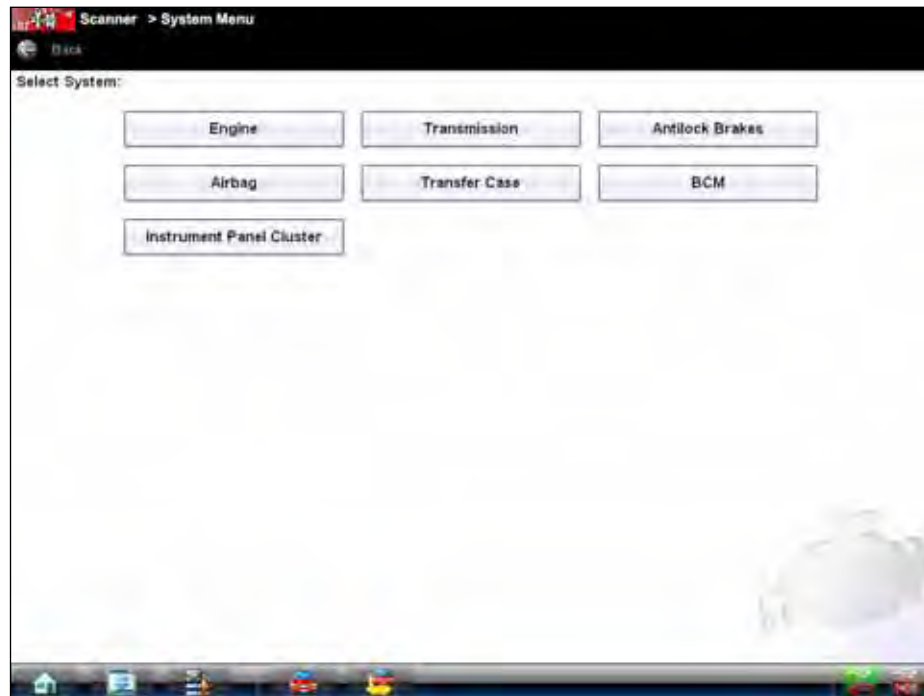 Scanner > System Menu
Back
Select System:
Engine Transmission Antilock Brakes
Airbag Transfer Case BCM
Instrument Panel Cluster